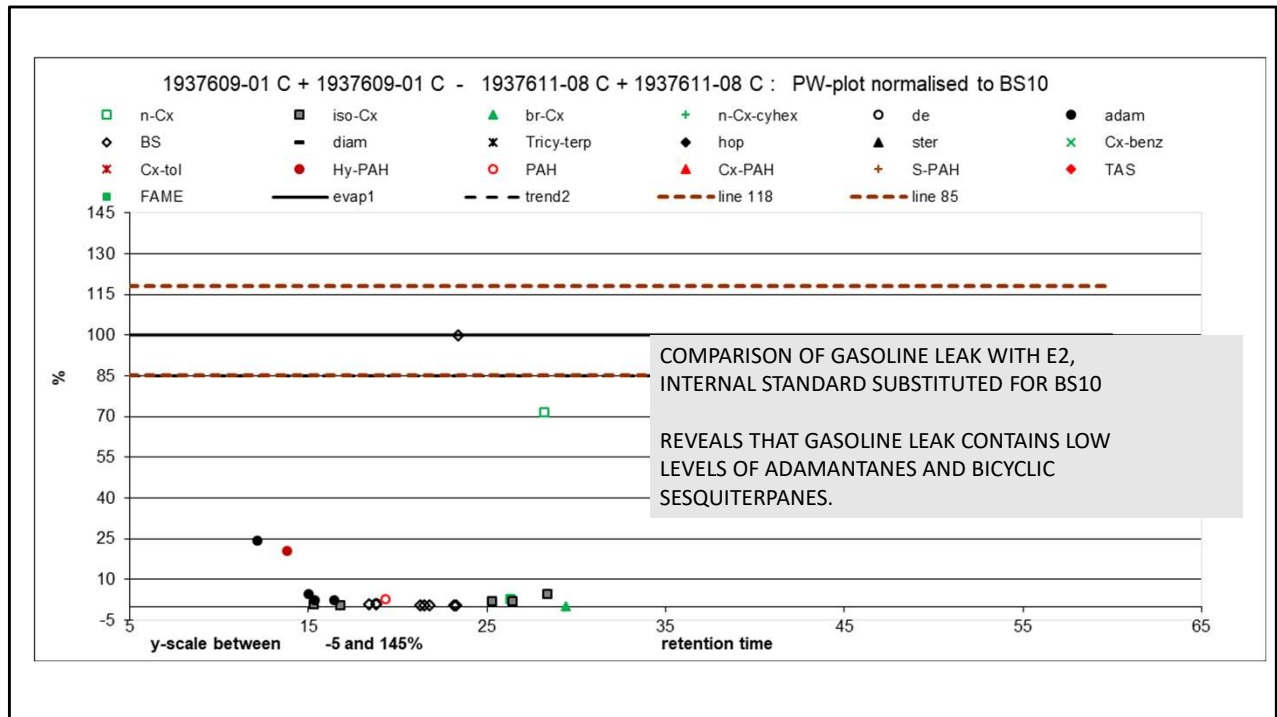 1937609-01 C + 1937609-01 C - 1937611-08 C + 1937611-08 C : PW-plot normalised to BS10
n-Cx iso-Cx br-Cx n-Cx-cyhex de adam
BS diam Tricy-terp hop ster Cx-benz
Cx-tol Hy-PAH PAH Cx-PAH S-PAH TAS
FAME evap1 trend2 line 118 line 85
145
130
115
100
85
70
55
40
25
10
-5
%
COMPARISON OF GASOLINE LEAK WITH E2,
INTERNAL STANDARD SUBSTITUTED FOR BS10
REVEALS THAT GASOLINE LEAK CONTAINS LOW
LEVELS OF ADAMANTANES AND BICYCLIC
SESQUITERPANES.
5 15 25 35 45 55 65
y-scale between -5 and 145% retention time